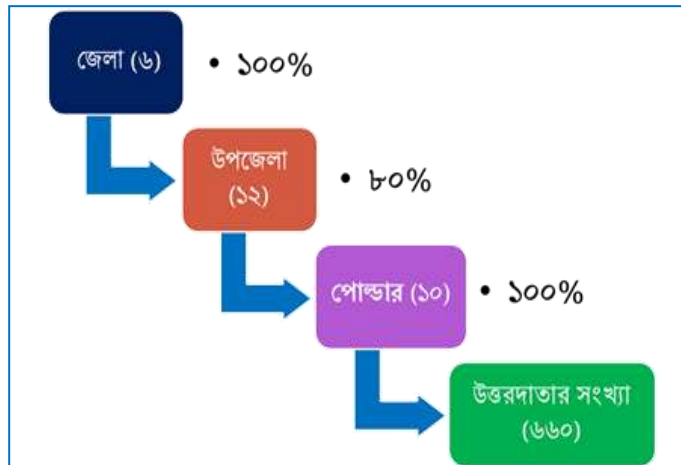 জেলা (৬)
• ১০০%
উপজেলা
(১২)
• ৮০%
পোল্ডার (১০)
• ১০০%
উত্তরদাতার সংখ্যা
(৬৬০)